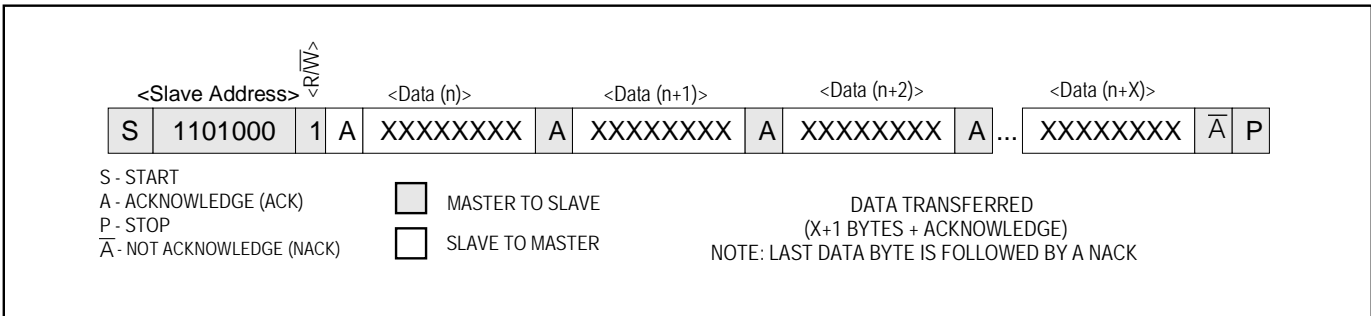 <Slave Address> <R/W̅> <Data (n)> <Data (n+1)> <Data (n+2)> <Data (n+X)>
S 1101000 1 A XXXXXXXX A XXXXXXXX A XXXXXXXX A ... XXXXXXXX A̅ P
S - START
A - ACKNOWLEDGE (ACK)
P - STOP
A̅ - NOT ACKNOWLEDGE (NACK)
MASTER TO SLAVE
SLAVE TO MASTER
DATA TRANSFERRED
(X+1 BYTES + ACKNOWLEDGE)
NOTE: LAST DATA BYTE IS FOLLOWED BY A NACK